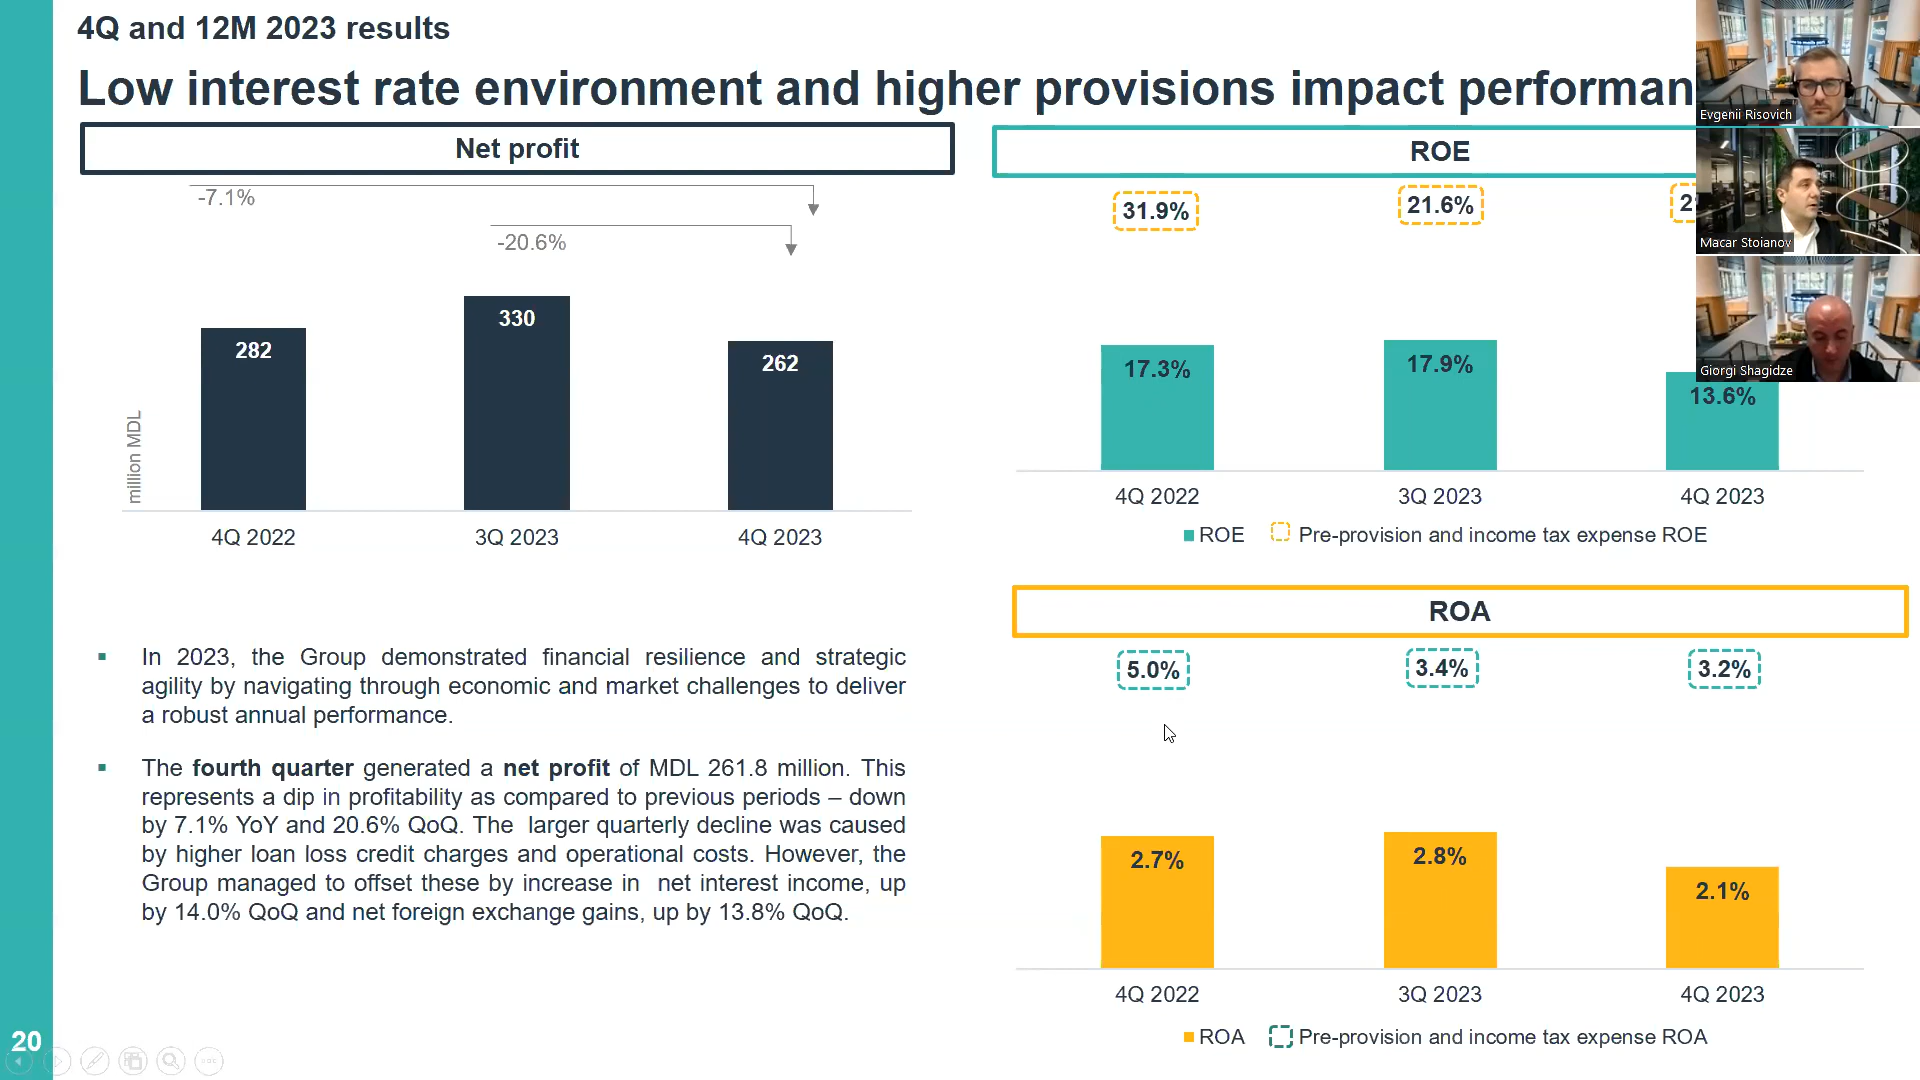 4Q and 12M 2023 results
Low interest rate environment and higher provisions impact performan
Net profit
-7.1%
-20.6%
282
330
262
million MDL
4Q 2022
3Q 2023
4Q 2023
In 2023, the Group demonstrated financial resilience and strategic
agility by navigating through economic and market challenges to deliver
a robust annual performance.
The fourth quarter generated a net profit of MDL 261.8 million. This
represents a dip in profitability as compared to previous periods – down
by 7.1% YoY and 20.6% QoQ. The larger quarterly decline was caused
by higher loan loss credit charges and operational costs. However, the
Group managed to offset these by increase in net interest income, up
by 14.0% QoQ and net foreign exchange gains, up by 13.8% QoQ.
20
ROE
31.9%
21.6%
2
17.3%
17.9%
13.6%
4Q 2022
3Q 2023
4Q 2023
ROE
Pre-provision and income tax expense ROE
ROA
5.0%
3.4%
3.2%
2.7%
2.8%
2.1%
4Q 2022
3Q 2023
4Q 2023
ROA
Pre-provision and income tax expense ROA
Evgenii Risovich
Macar Stoianov
Giorgi Shagidze